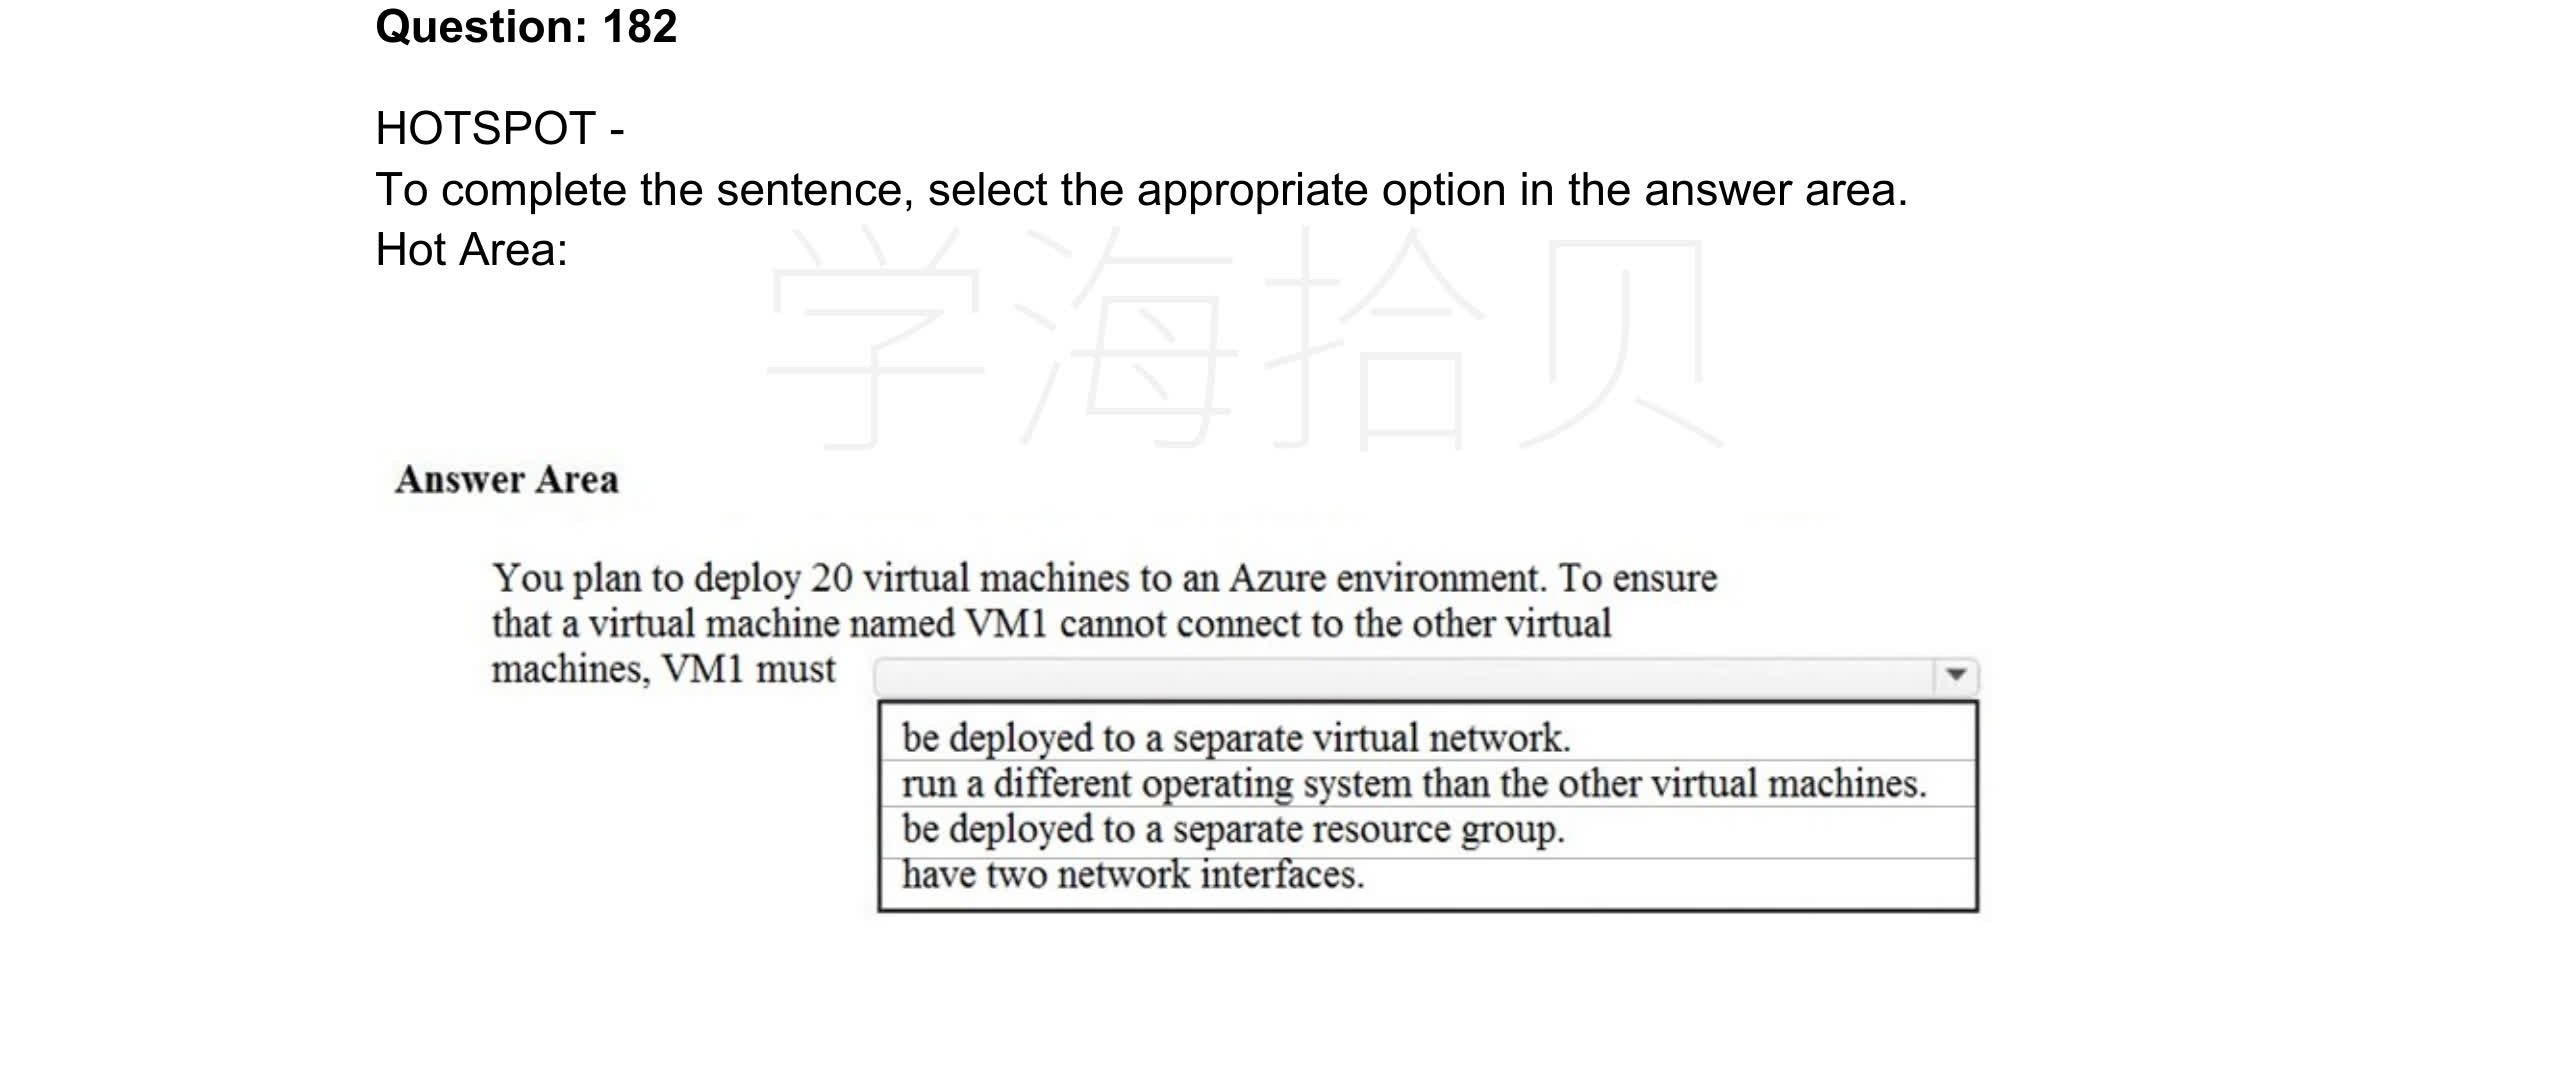 Question: 182
HOTSPOT -
To complete the sentence, select the appropriate option in the answer area.
Hot Area:
学海拾贝
Answer Area
You plan to deploy 20 virtual machines to an Azure environment. To ensure
that a virtual machine named VM1 cannot connect to the other virtual
machines, VM1 must
be deployed to a separate virtual network.
run a different operating system than the other virtual machines.
be deployed to a separate resource group.
have two network interfaces.